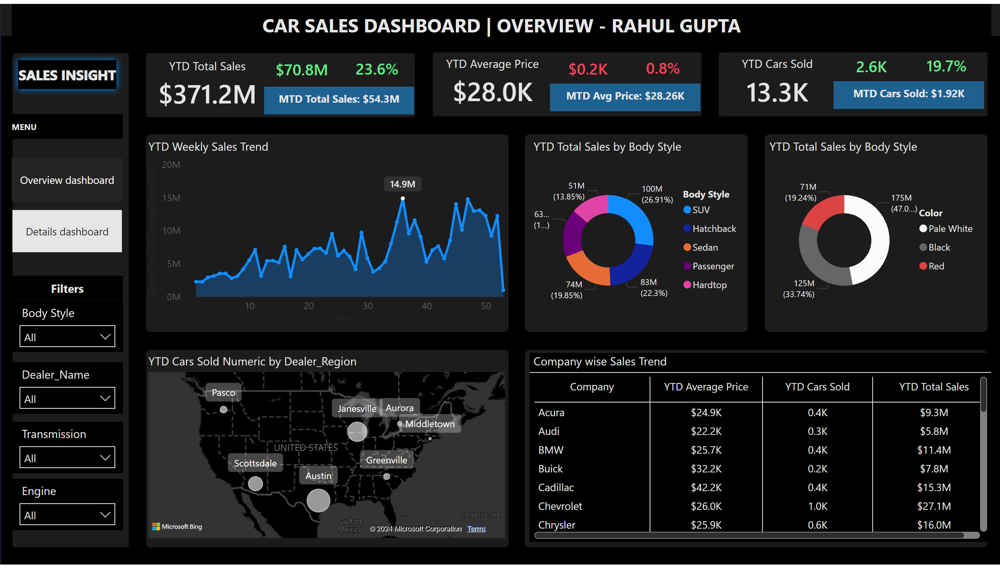 CAR SALES DASHBOARD | OVERVIEW - RAHUL GUPTA
SALES INSIGHT
MENU
Overview dashboard
Details dashboard
Filters
Body Style
All
Dealer_Name
All
Transmission
All
Engine
All
YTD Total Sales
$371.2M
$70.8M
23.6%
MTD Total Sales: $54.3M
YTD Average Price
$28.0K
$0.2K
0.8%
MTD Avg Price: $28.26K
YTD Cars Sold
13.3K
2.6K
19.7%
MTD Cars Sold: $1.92K
YTD Weekly Sales Trend
Sum of Price ($) and Max Point Are...
20M
15M
10M
5M
0M
14.9M
10 20 30 40 50
Week
YTD Total Sales by Body Style
51M
(13.85%)
100M
(26.91%)
63...
(1...)
74M
(19.85%)
83M
(22.3%)
Body Style
SUV
Hatchback
Sedan
Passenger
Hardtop
YTD Total Sales by Body Style
71M
(19.24%)
175M
(47.0...)
125M
(33.74%)
Color
Pale White
Black
Red
YTD Cars Sold Numeric by Dealer_Region
Pasco
Janesville
Aurora
Middletown
UNITED STATES
Scottsdale
Greenville
Austin
Sargasso Sea
Gulf of
Mexico
Microsoft Bing
© 2024 Microsoft Corporation Terms
Company wise Sales Trend
Company YTD Average Price YTD Cars Sold YTD Total Sales
Acura $24.9K 0.4K $9.3M
Audi $22.2K 0.3K $5.8M
BMW $25.7K 0.4K $11.4M
Buick $32.2K 0.2K $7.8M
Cadillac $42.2K 0.4K $15.3M
Chevrolet $26.0K 1.0K $27.1M
Chrysler $25.9K 0.6K $16.0M